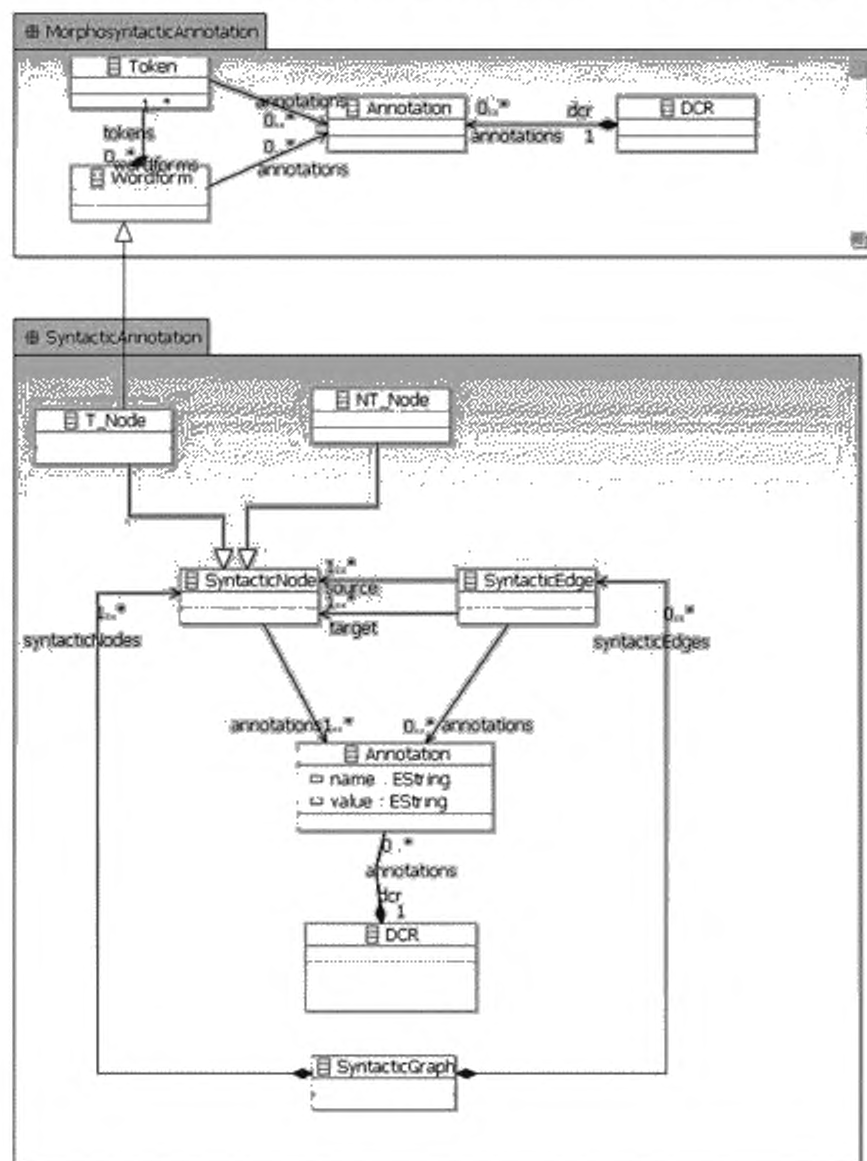 MorphosyntacticAnnotation
Token
1..*
annotations
0..*
Annotation
0..*
dcr
DCR
annotations
1
tokens
0..*
wordforms
0..*
Wordform
annotations
SyntacticAnnotation
T_Node
NT_Node
1..*
SyntacticNode
SyntacticEdge
source
1..*
1..*
0..*
target
syntacticNodes
syntacticEdges
annotations 1..*
0..* annotations
Annotation
name : EString
value : EString
0..*
annotations
dcr
1
DCR
SyntacticGraph